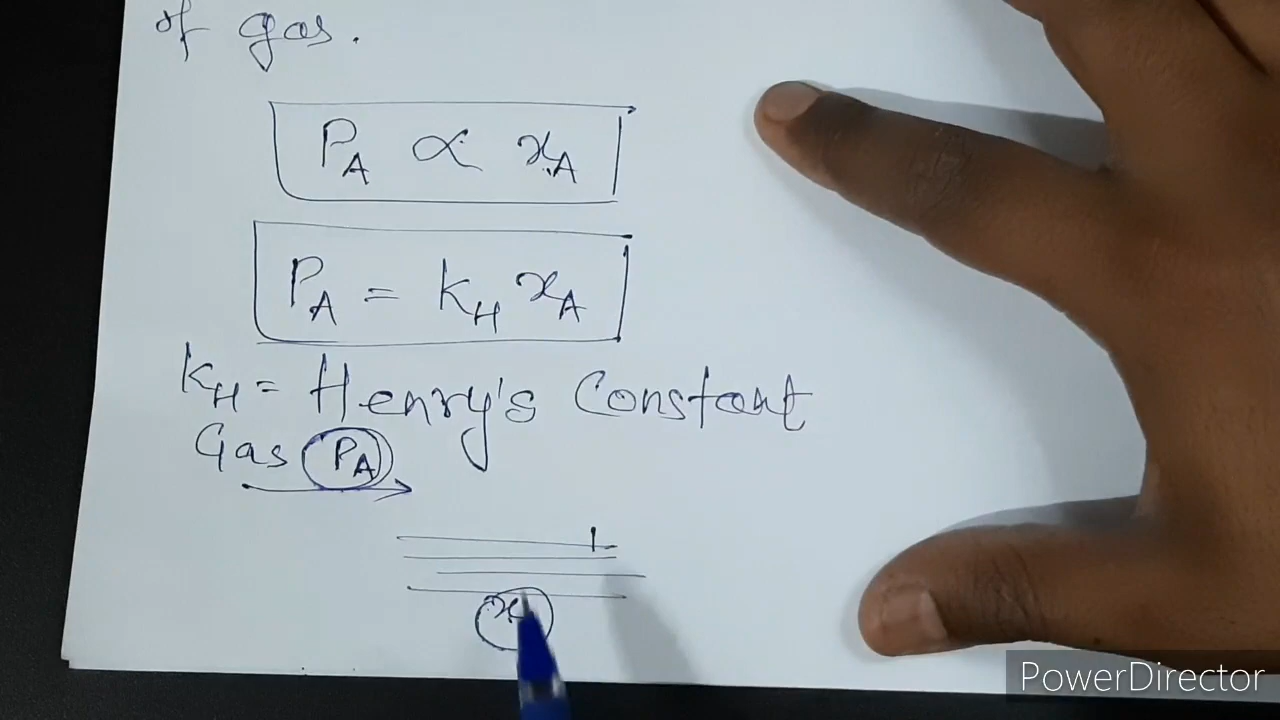 of gas.
P_A ∝ x_A
P_A = k_H x_A
k_H = Henry's Constant
Gas P_A
x
PowerDirector